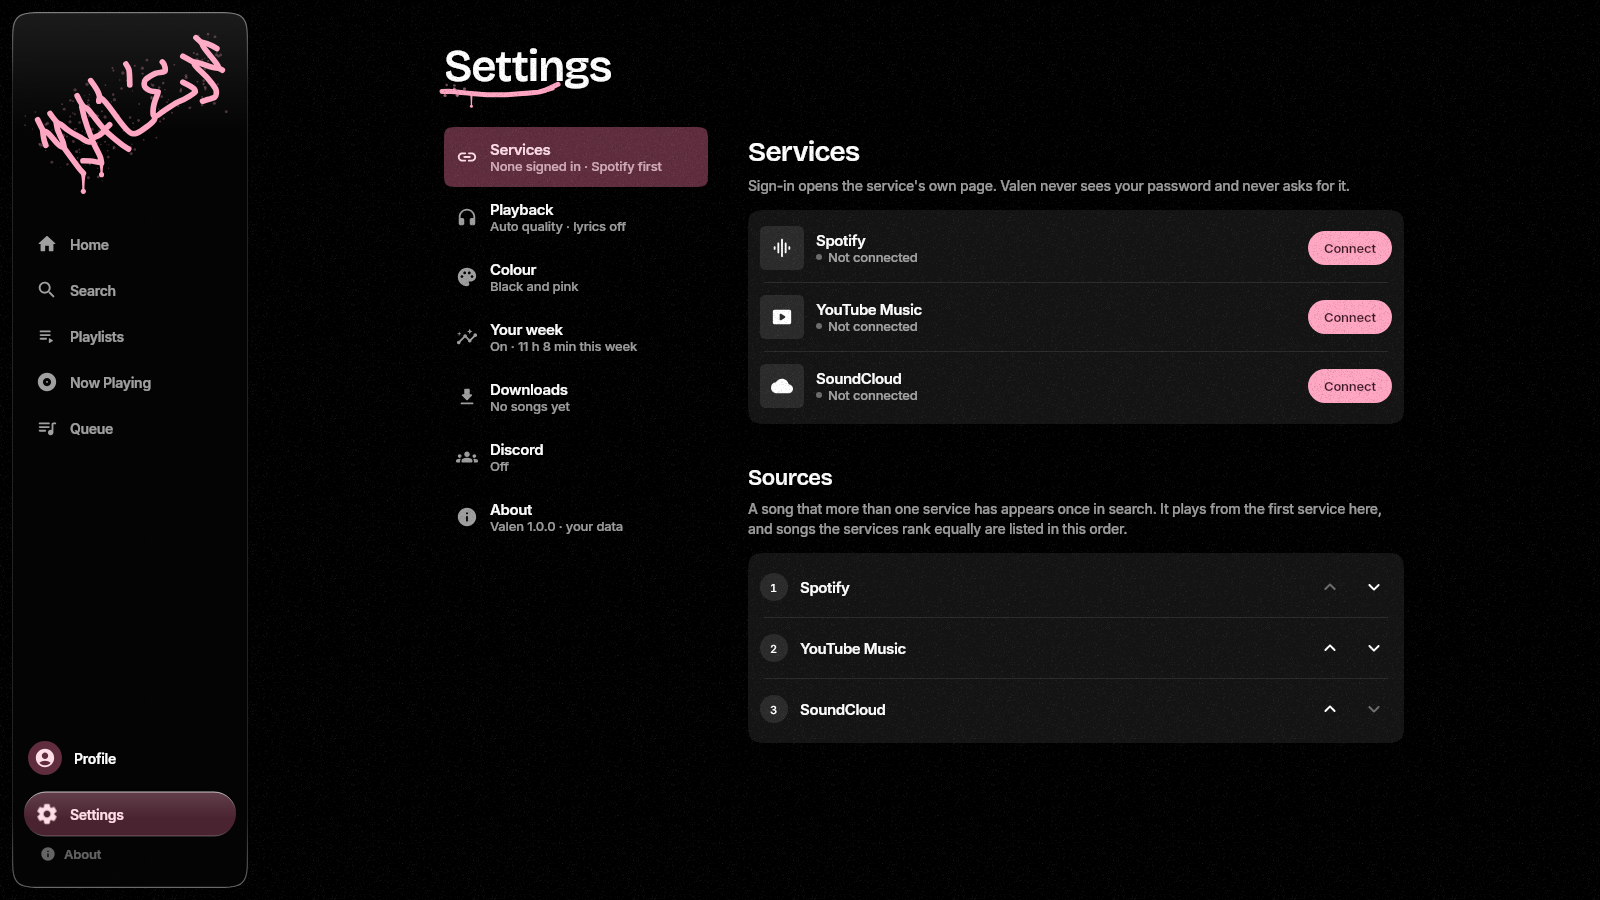 VALEN
Home
Search
Playlists
Now Playing
Queue
Profile
Settings
About
Settings
Services
None signed in · Spotify first
Playback
Auto quality · lyrics off
Colour
Black and pink
Your week
On · 11 h 8 min this week
Downloads
No songs yet
Discord
Off
About
Valen 1.0.0 · your data
Services
Sign-in opens the service's own page. Valen never sees your password and never asks for it.
Spotify
Not connected
Connect
YouTube Music
Not connected
Connect
SoundCloud
Not connected
Connect
Sources
A song that more than one service has appears once in search. It plays from the first service here,
and songs the services rank equally are listed in this order.
1 Spotify
2 YouTube Music
3 SoundCloud